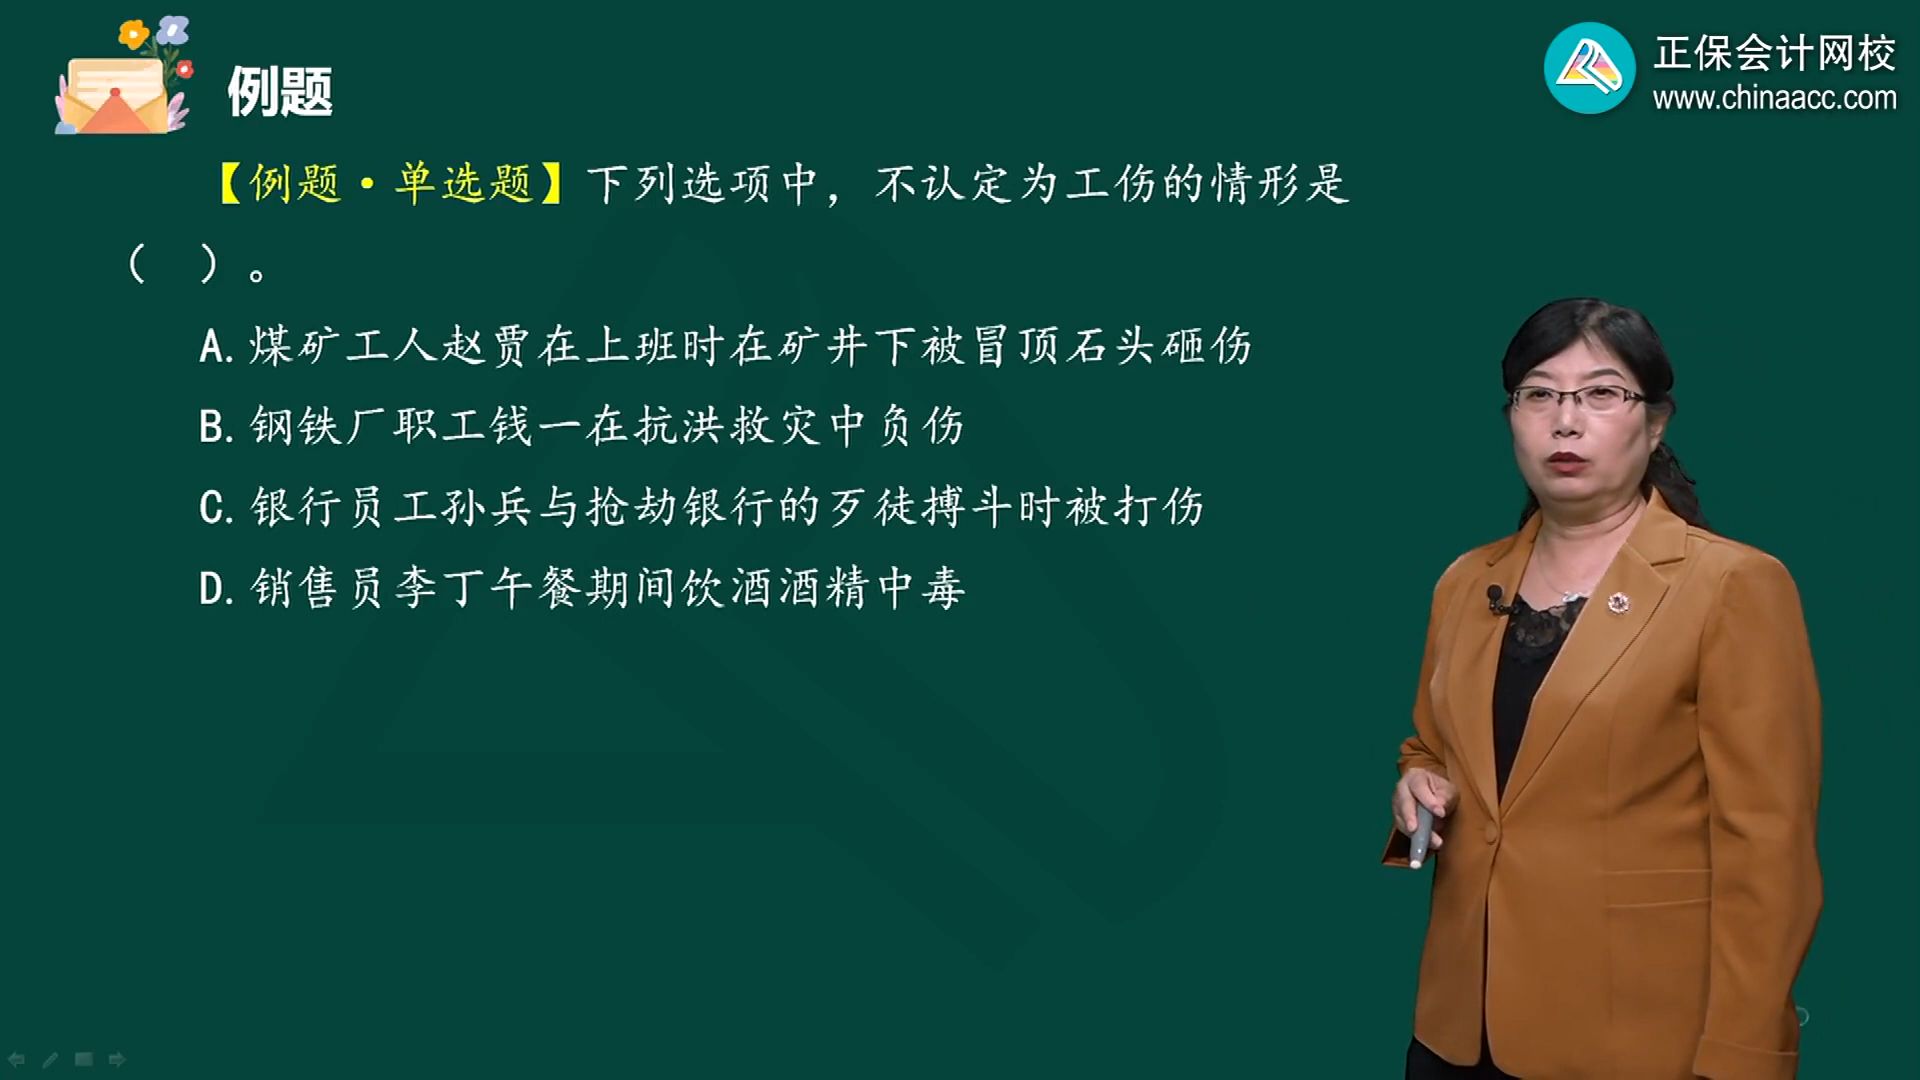 正保会计网校
www.chinaacc.com
例题
【例题·单选题】下列选项中，不认定为工伤的情形是
（ ）。
A. 煤矿工人赵贾在上班时在矿井下被冒顶石头砸伤
B. 钢铁厂职工钱一在抗洪救灾中负伤
C. 银行员工孙兵与抢劫银行的歹徒搏斗时被打伤
D. 销售员李丁午餐期间饮酒酒精中毒